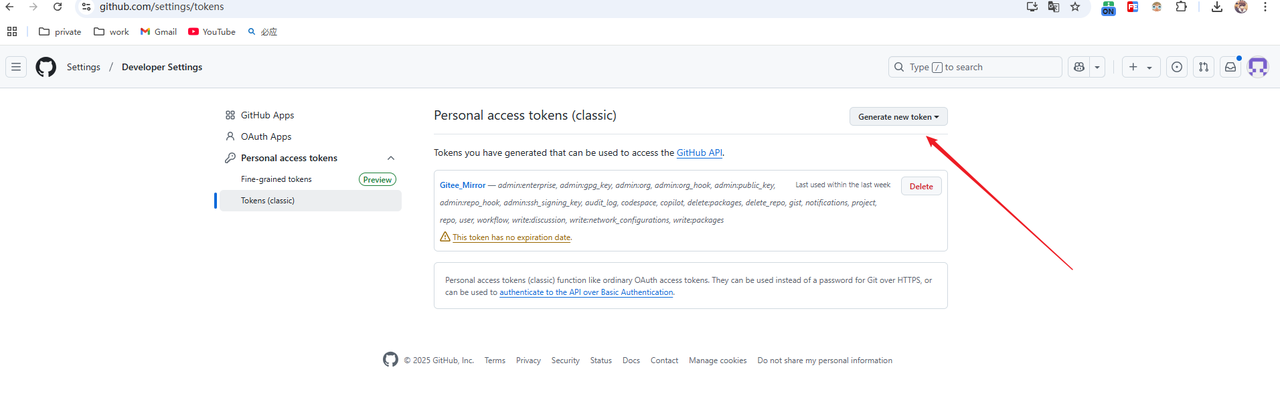 github.com/settings/tokens
ON
FE
private work Gmail YouTube 必应
Settings / Developer Settings
Type / to search
GitHub Apps
OAuth Apps
Personal access tokens
Fine-grained tokens Preview
Tokens (classic)
Personal access tokens (classic)
Generate new token
Tokens you have generated that can be used to access the GitHub API.
Gitee_Mirror — admin:enterprise, admin:gpg_key, admin:org, admin:org_hook, admin:public_key,
Last used within the last week
Delete
admin:repo_hook, admin:ssh_signing_key, audit_log, codespace, copilot, delete:packages, delete_repo, gist, notifications, project,
repo, user, workflow, write:discussion, write:network_configurations, write:packages
This token has no expiration date.
Personal access tokens (classic) function like ordinary OAuth access tokens. They can be used instead of a password for Git over HTTPS, or
can be used to authenticate to the API over Basic Authentication.
© 2025 GitHub, Inc. Terms Privacy Security Status Docs Contact Manage cookies Do not share my personal information